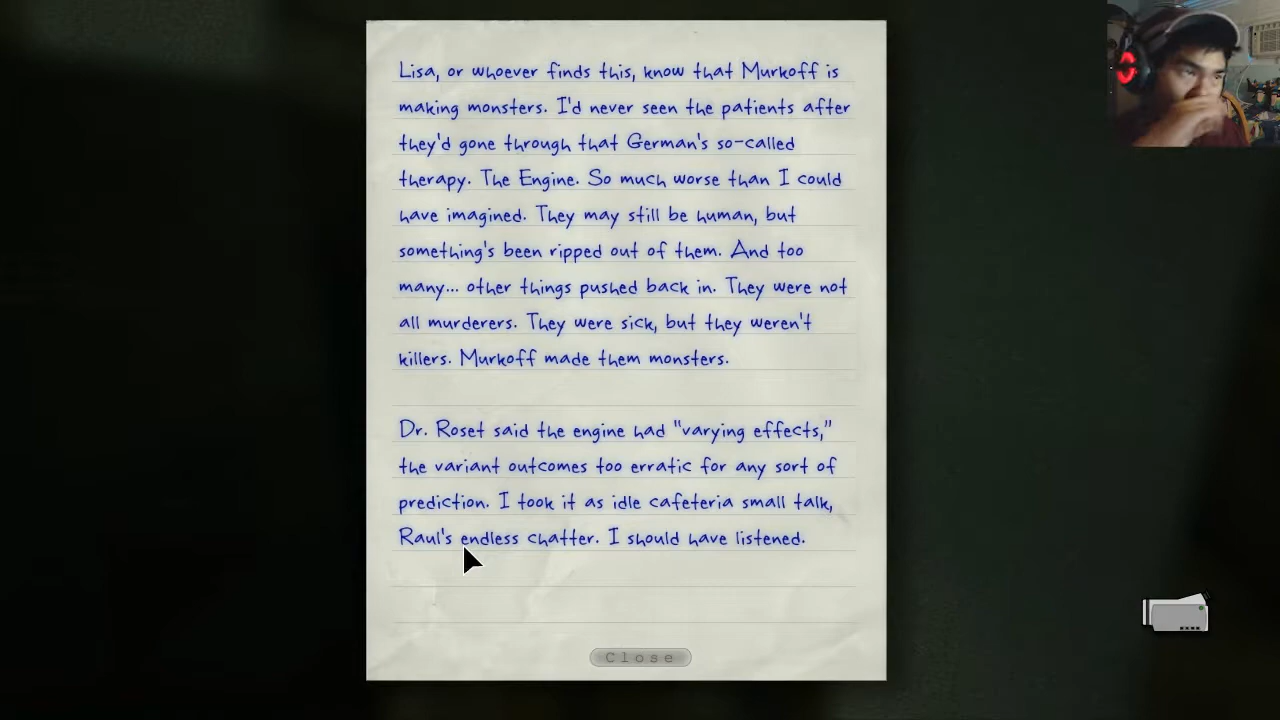 Lisa, or whoever finds this, know that Murkoff is
making monsters. I'd never seen the patients after
they'd gone through that German's so-called
therapy. The Engine. So much worse than I could
have imagined. They may still be human, but
something's been ripped out of them. And too
many... other things pushed back in. They were not
all murderers. They were sick, but they weren't
killers. Murkoff made them monsters.
Dr. Roset said the engine had "varying effects,"
the variant outcomes too erratic for any sort of
prediction. I took it as idle cafeteria small talk,
Raul's endless chatter. I should have listened.
Close